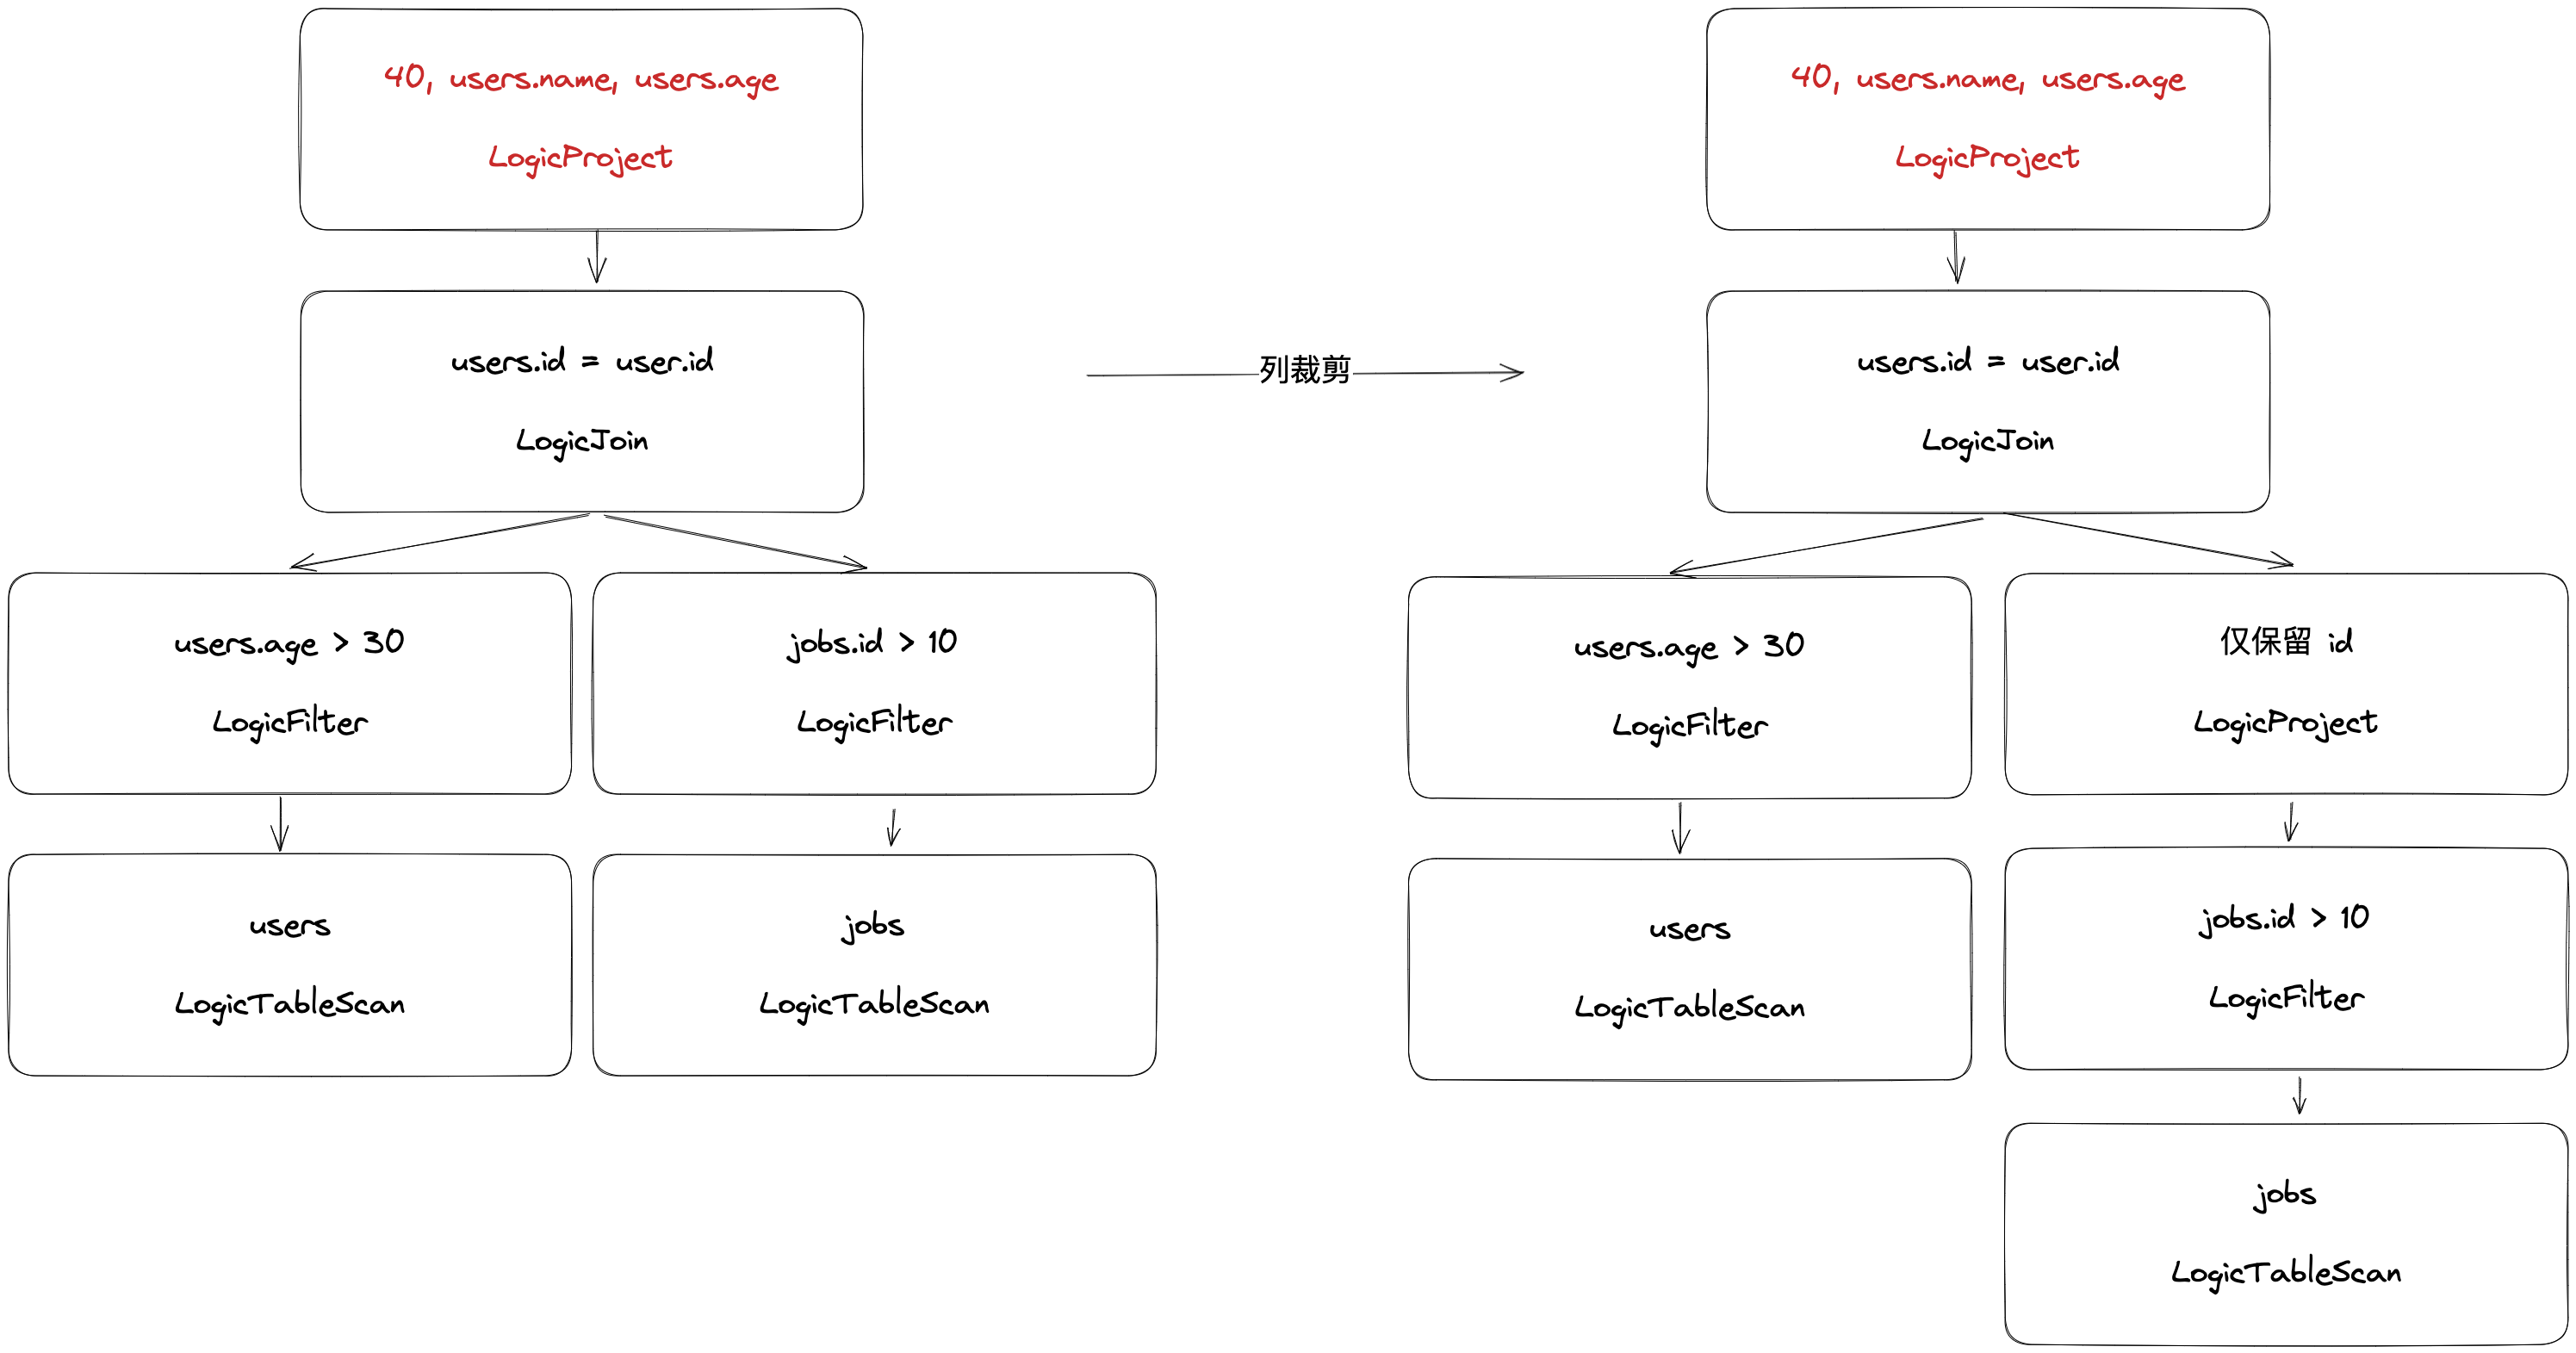 40, users.name, users.age
LogicProject
users.id = user.id
LogicJoin
users.age > 30
LogicFilter
jobs.id > 10
LogicFilter
users
LogicTableScan
jobs
LogicTableScan
列裁剪
40, users.name, users.age
LogicProject
users.id = user.id
LogicJoin
users.age > 30
LogicFilter
仅保留 id
LogicProject
users
LogicTableScan
jobs.id > 10
LogicFilter
jobs
LogicTableScan